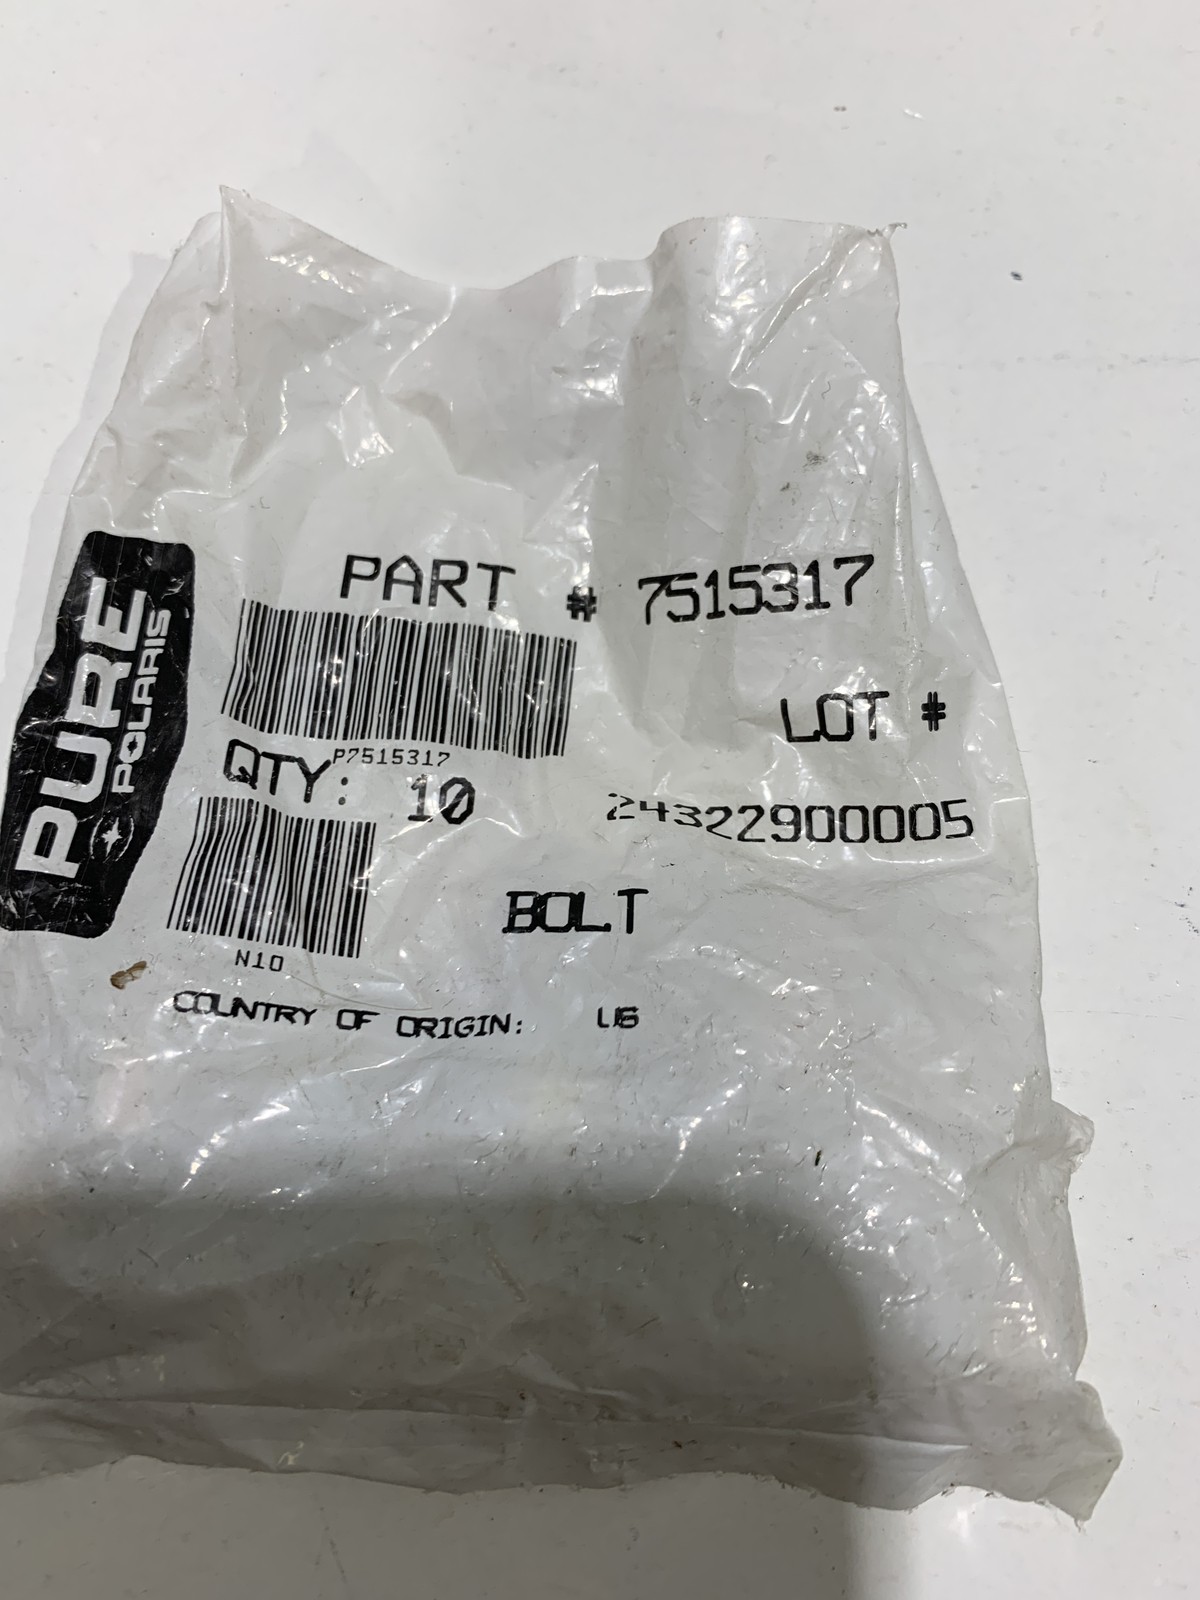 PURE
POLARIS
PART # 7515317
P7515317
LOT #
QTY: 10
24322900005
BOLT
N10
COUNTRY OF ORIGIN: US